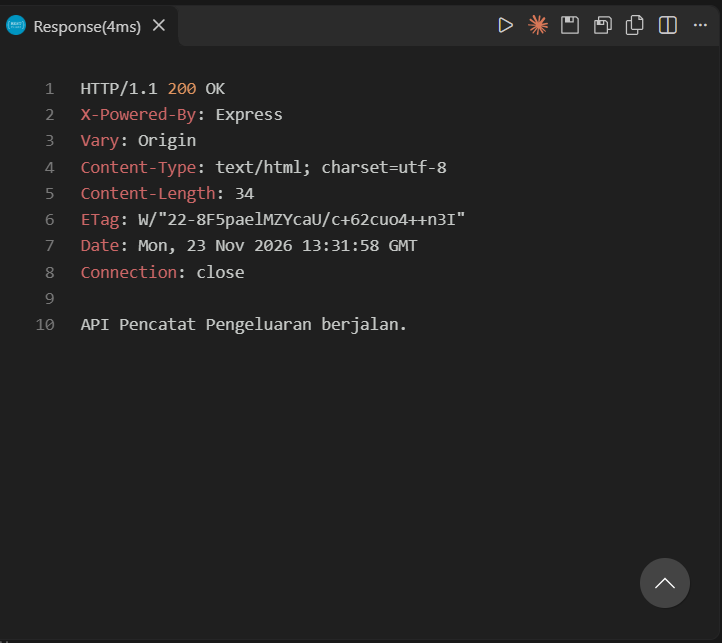 Response(4ms)
1 HTTP/1.1 200 OK
2 X-Powered-By: Express
3 Vary: Origin
4 Content-Type: text/html; charset=utf-8
5 Content-Length: 34
6 ETag: W/"22-8F5paelMZYcaU/c+62cuo4++n3I"
7 Date: Mon, 23 Nov 2026 13:31:58 GMT
8 Connection: close
9
10 API Pencatat Pengeluaran berjalan.